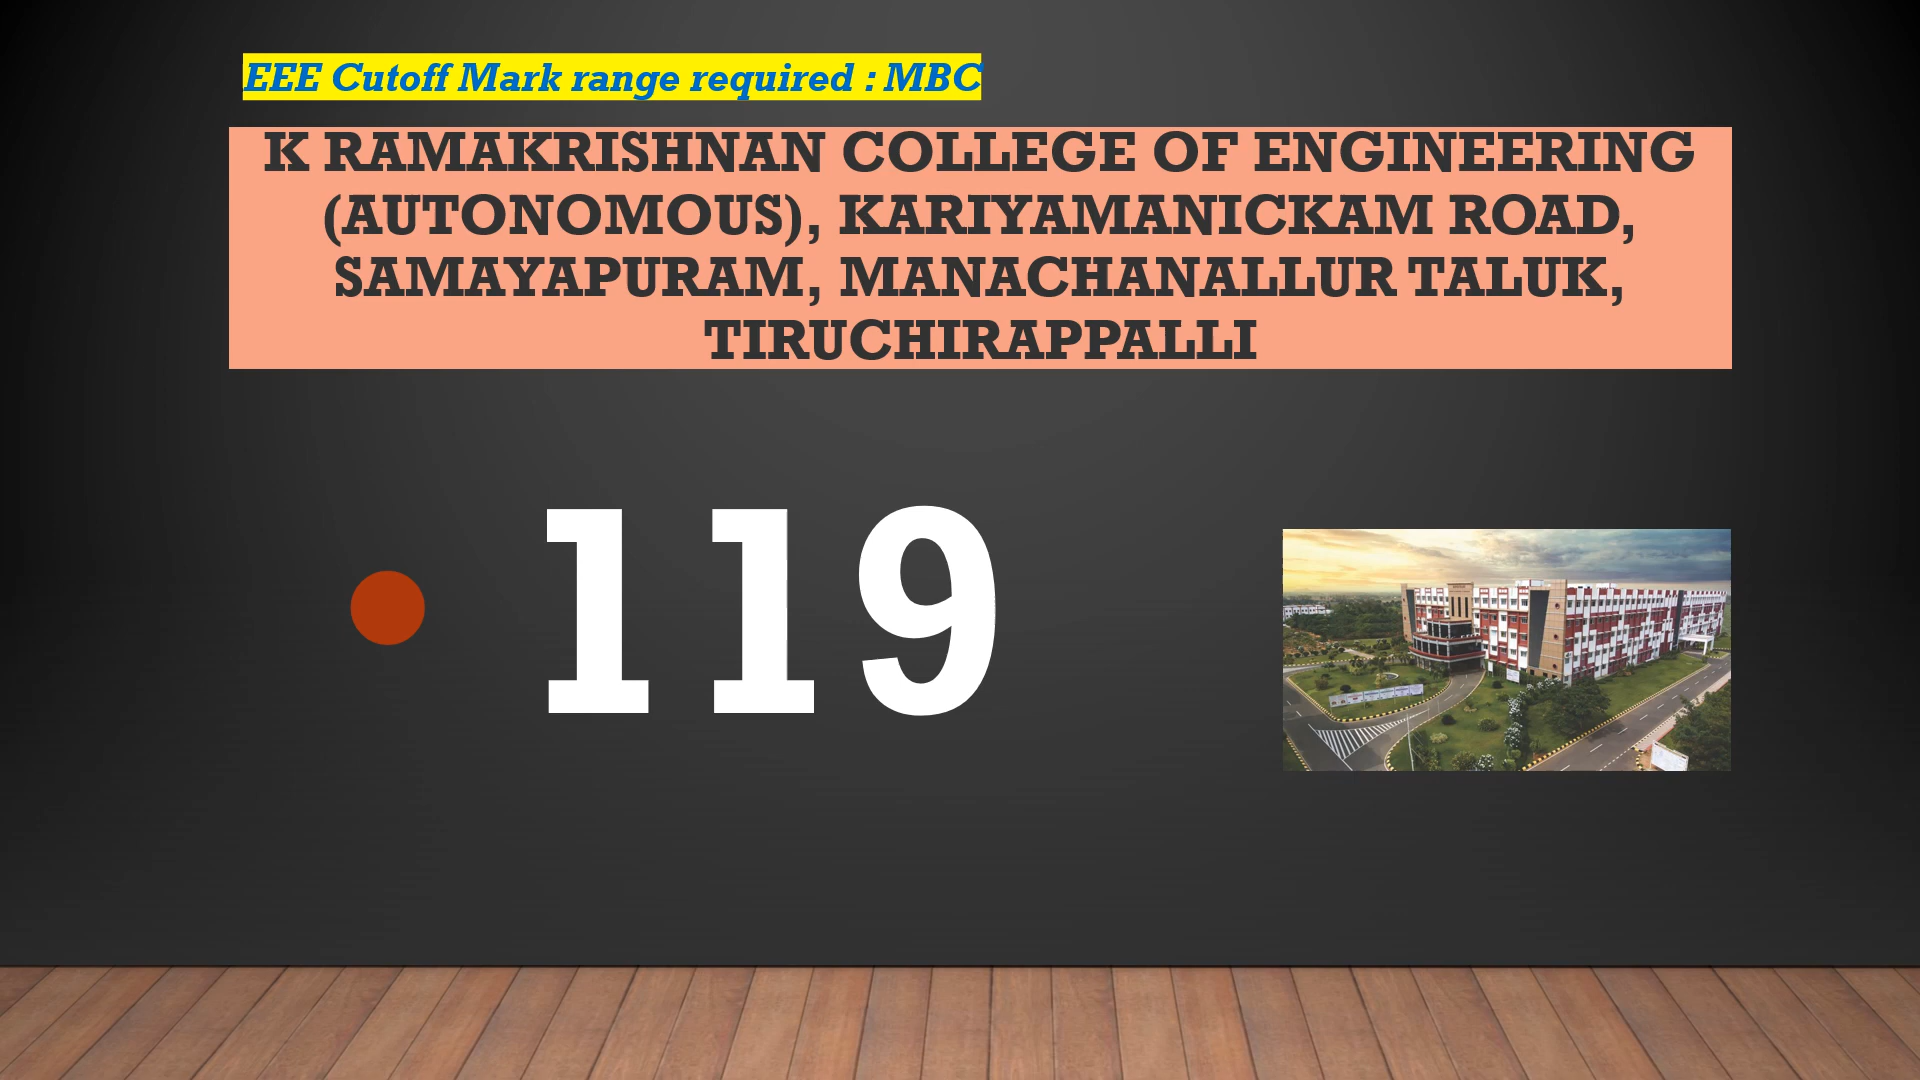 EEE Cutoff Mark range required : MBC
K RAMAKRISHNAN COLLEGE OF ENGINEERING
(AUTONOMOUS), KARIYAMANICKAM ROAD,
SAMAYAPURAM, MANACHANALLUR TALUK,
TIRUCHIRAPPALLI
119